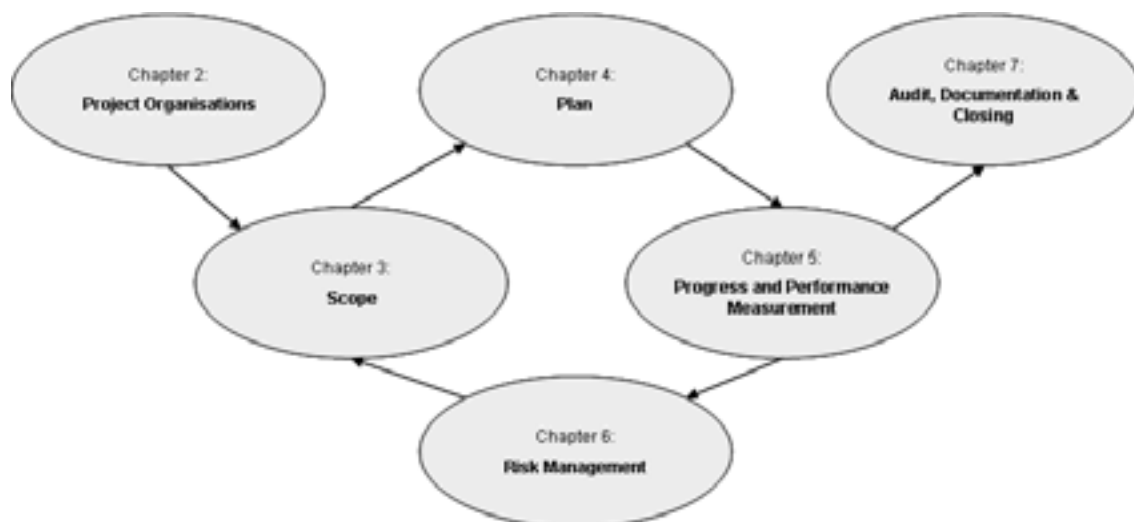 Chapter 2:
Project Organisations
Chapter 4:
Plan
Chapter 7:
Audit, Documentation &
Closing
Chapter 3:
Scope
Chapter 5:
Progress and Performance
Measurement
Chapter 6:
Risk Management